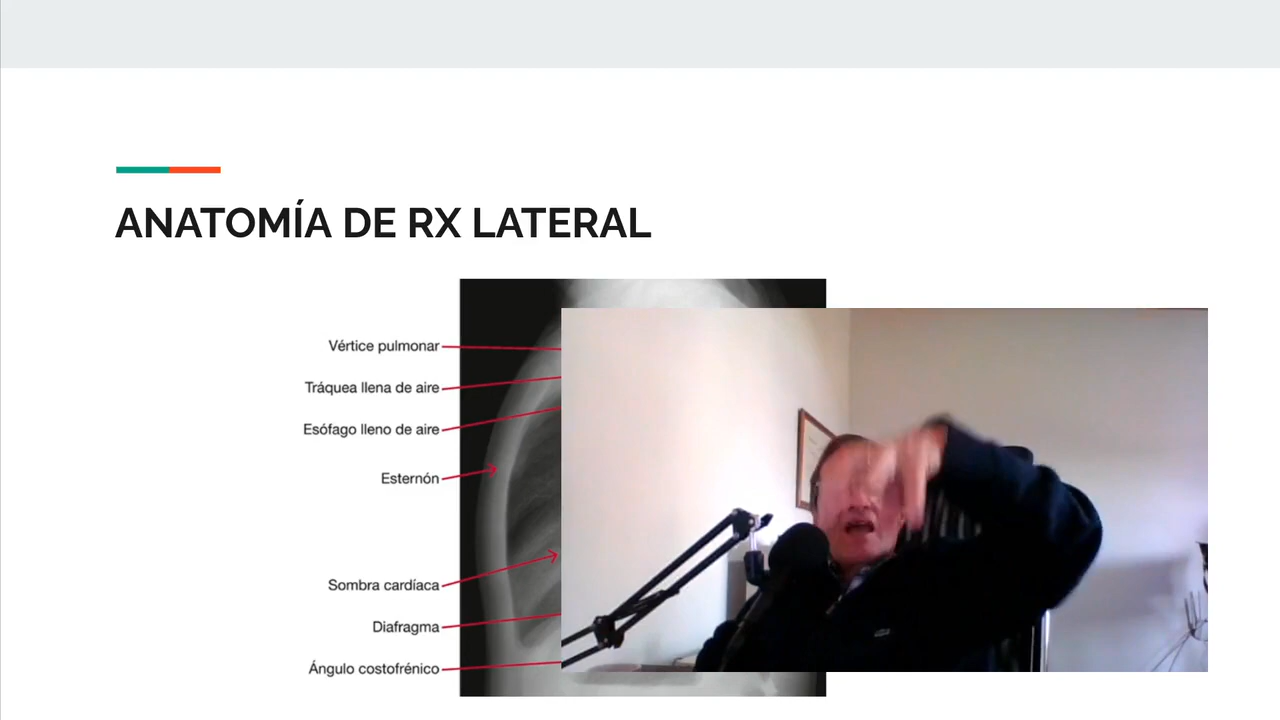 ANATOMÍA DE RX LATERAL
Vértice pulmonar
Tráquea llena de aire
Esófago lleno de aire
Esternón
Sombra cardíaca
Diafragma
Ángulo costofrénico